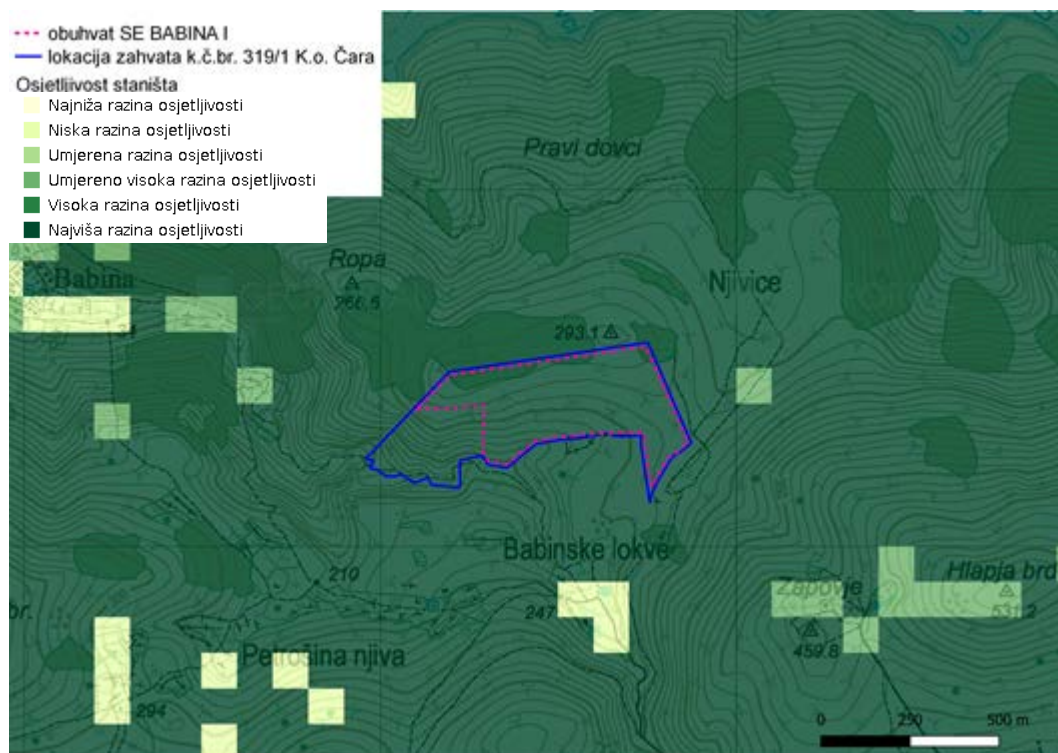 obuhvat SE BABINA I
lokacija zahvata k.č.br. 319/1 K.o. Čara
Osjetljivost staništa
Najniža razina osjetljivosti
Niska razina osjetljivosti
Umjerena razina osjetljivosti
Umjereno visoka razina osjetljivosti
Visoka razina osjetljivosti
Najviša razina osjetljivosti
Pravi dovci
Ropa
266.5
Babina
Njivice
293.1
Babinske lokve
210
247
Zapovje
Hlapja brd
531.2
459.8
br.
Petrošina njiva
294
0 250 500 m